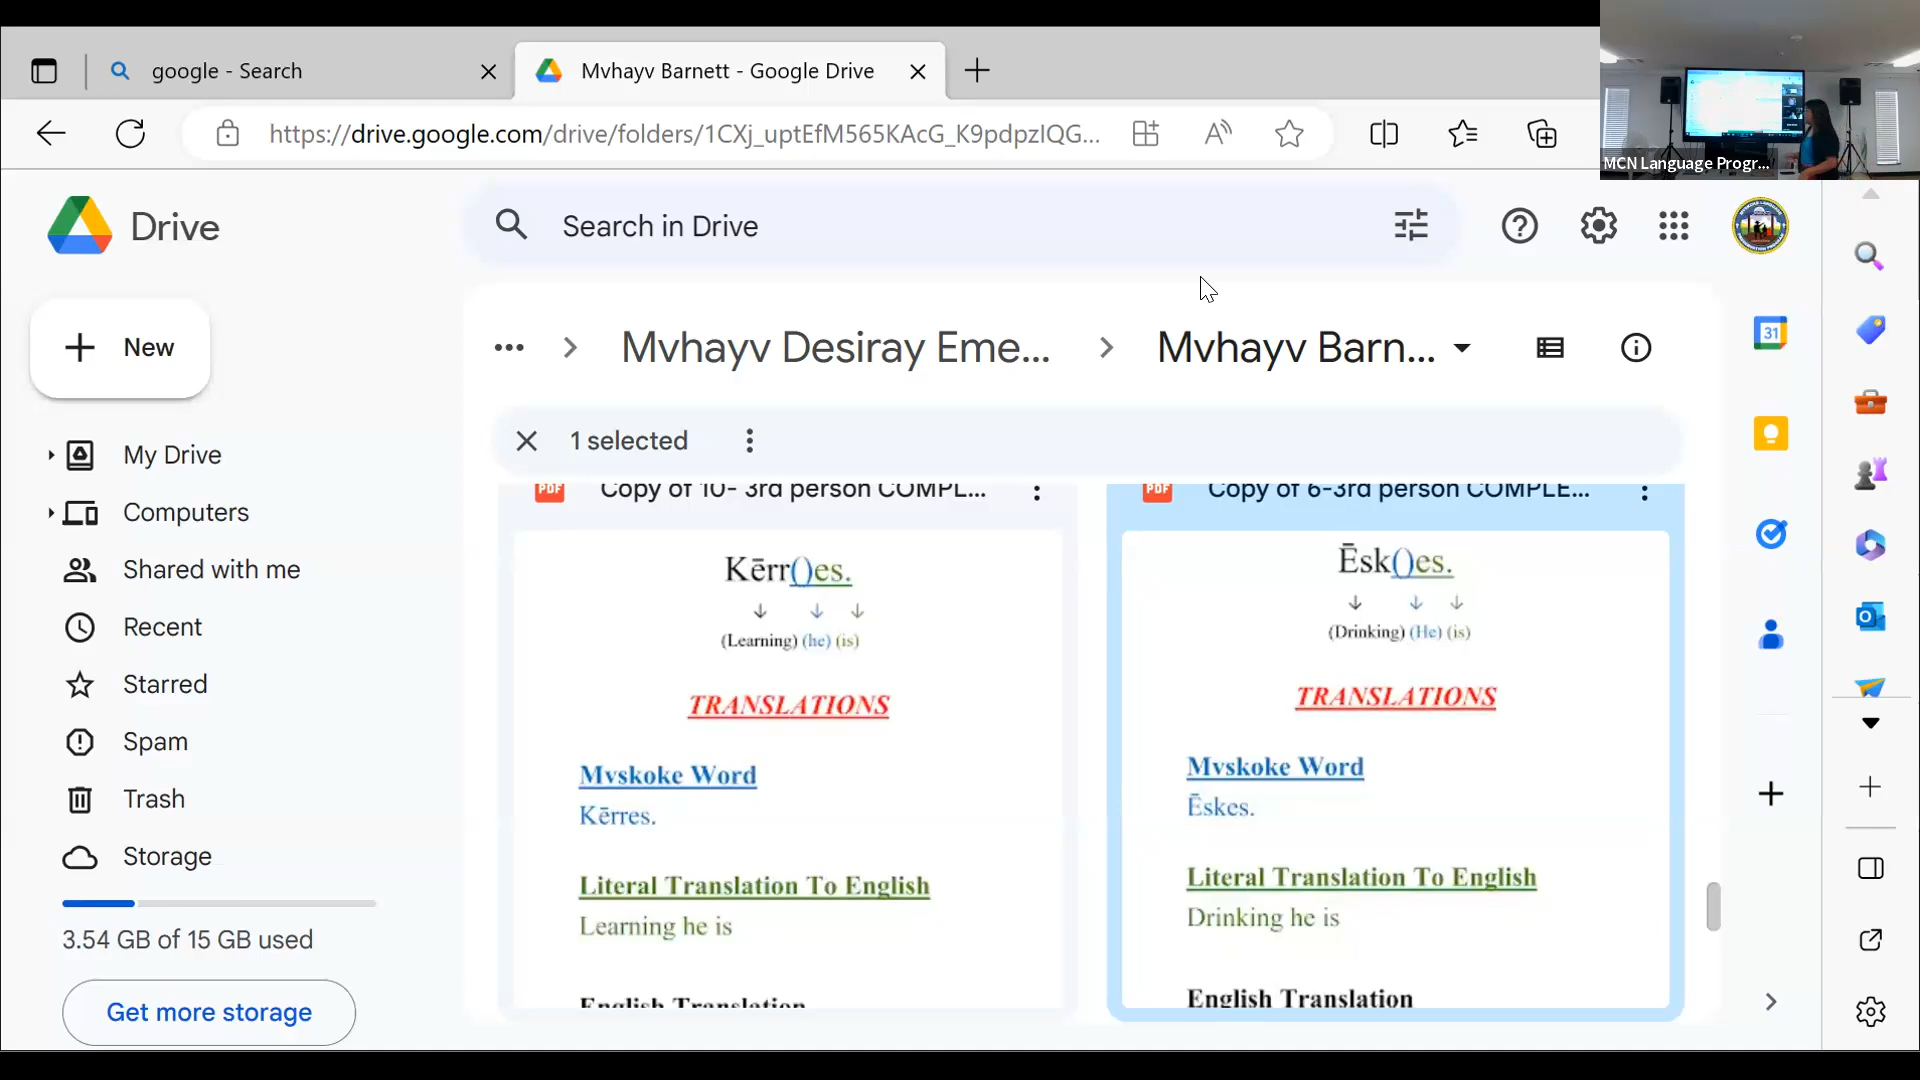 google - Search
Mvhayv Barnett - Google Drive
https://drive.google.com/drive/folders/1CXj_uptEfM565KAcG_K9pdpzIQG...
MCN Language Progr...
Drive
Search in Drive
New
Mvhayv Desiray Eme...
Mvhayv Barn...
31
1 selected
My Drive
Computers
Shared with me
Recent
Starred
Spam
Trash
Storage
3.54 GB of 15 GB used
Get more storage
PDF
Copy of 10- 3rd person COMPL...
Kērr()es.
(Learning) (he) (is)
TRANSLATIONS
Mvskoke Word
Kērres.
Literal Translation To English
Learning he is
English Translation
PDF
Copy of 6-3rd person COMPLE...
Ēsk()es.
(Drinking) (He) (is)
TRANSLATIONS
Mvskoke Word
Ēskes.
Literal Translation To English
Drinking he is
English Translation